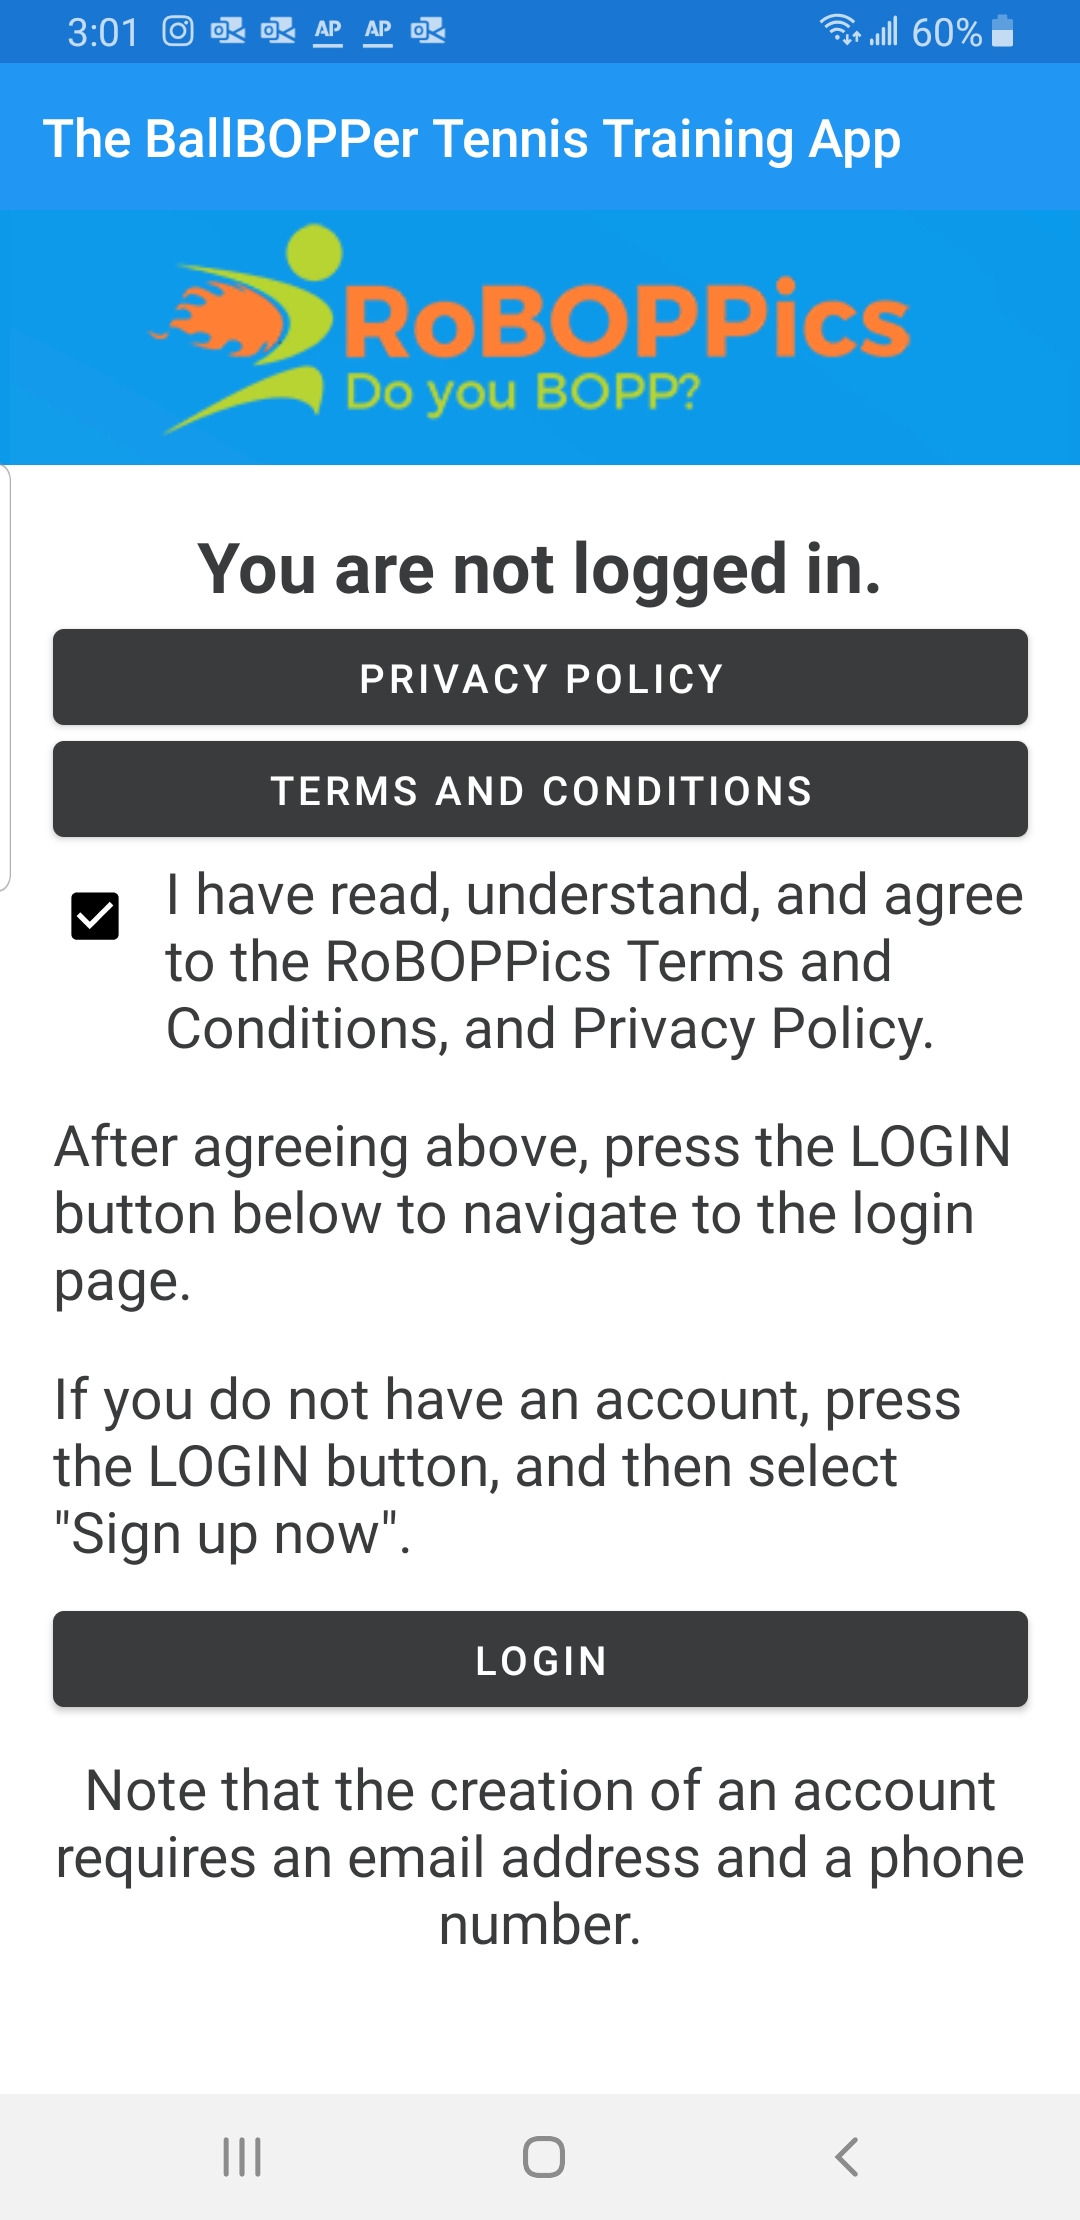 3:01 AP AP 60%
The BallBOPPer Tennis Training App
RoBOPPics
Do you BOPP?
You are not logged in.
PRIVACY POLICY
TERMS AND CONDITIONS
I have read, understand, and agree
to the RoBOPPics Terms and
Conditions, and Privacy Policy.
After agreeing above, press the LOGIN
button below to navigate to the login
page.
If you do not have an account, press
the LOGIN button, and then select
"Sign up now".
LOGIN
Note that the creation of an account
requires an email address and a phone
number.